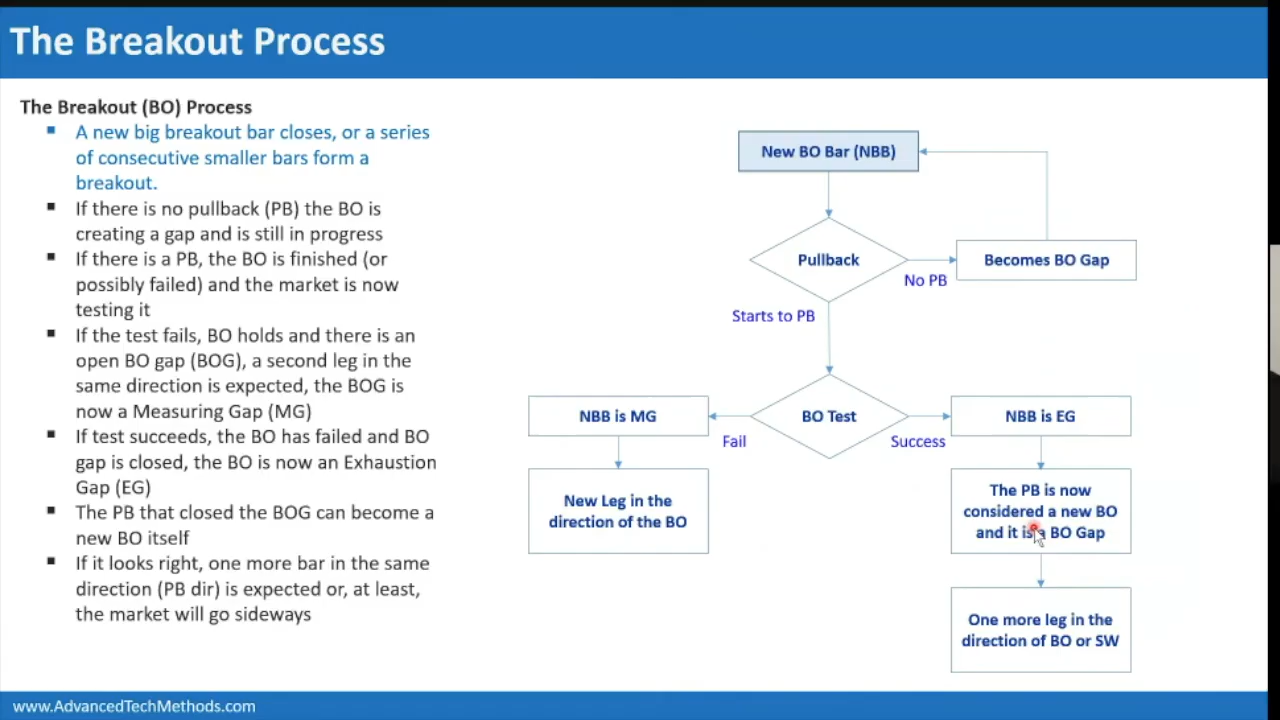 The Breakout Process
The Breakout (BO) Process
▪ A new big breakout bar closes, or a series
of consecutive smaller bars form a
breakout.
▪ If there is no pullback (PB) the BO is
creating a gap and is still in progress
▪ If there is a PB, the BO is finished (or
possibly failed) and the market is now
testing it
▪ If the test fails, BO holds and there is an
open BO gap (BOG), a second leg in the
same direction is expected, the BOG is
now a Measuring Gap (MG)
▪ If test succeeds, the BO has failed and BO
gap is closed, the BO is now an Exhaustion
Gap (EG)
▪ The PB that closed the BOG can become a
new BO itself
▪ If it looks right, one more bar in the same
direction (PB dir) is expected or, at least,
the market will go sideways
New BO Bar (NBB)
Pullback
No PB
Becomes BO Gap
Starts to PB
NBB is MG
Fail
BO Test
Success
NBB is EG
New Leg in the
direction of the BO
The PB is now
considered a new BO
and it is a BO Gap
One more leg in the
direction of BO or SW
www.AdvancedTechMethods.com